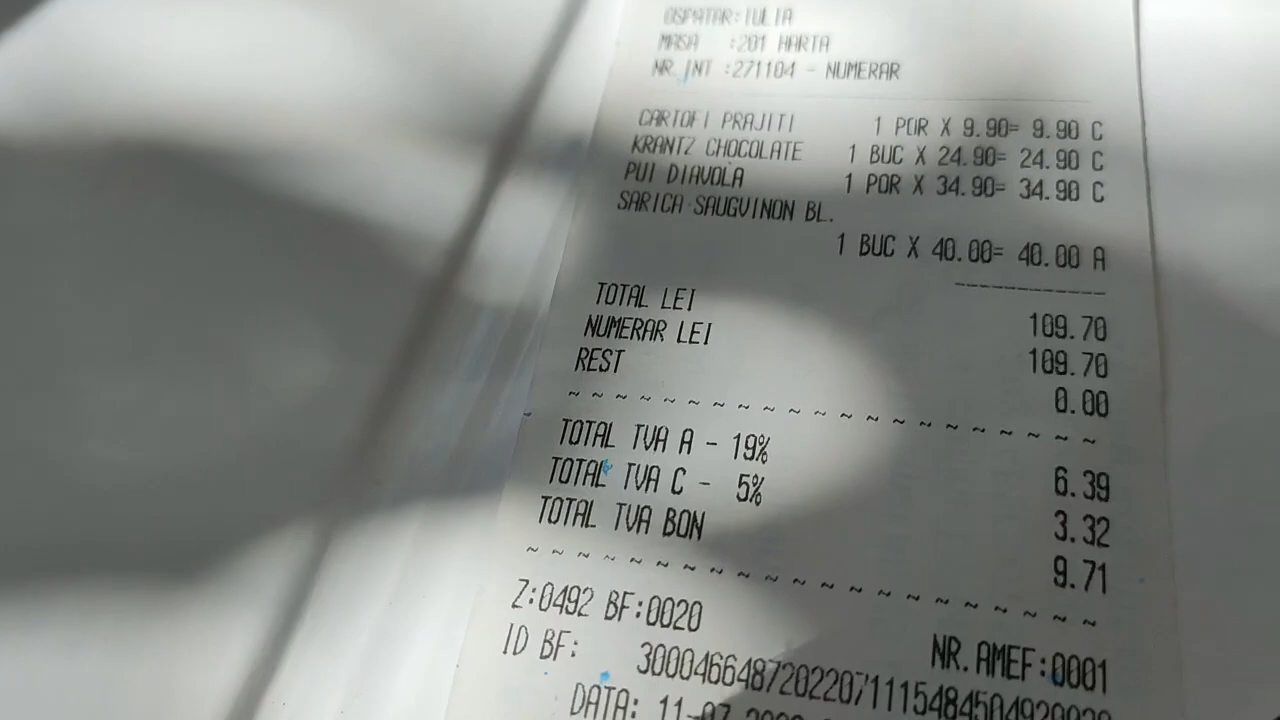 OSPATAR:IULIA
MASA :201 HARTA
NR. INT :271104 - NUMERAR
CARTOFI PRAJITI 1 POR X 9.90= 9.90 C
KRANTZ CHOCOLATE 1 BUC X 24.90= 24.90 C
PUI DIAVOLA 1 POR X 34.90= 34.90 C
SARICA SAUGVINON BL.
1 BUC X 40.00= 40.00 A
TOTAL LEI 109.70
NUMERAR LEI 109.70
REST 0.00
TOTAL TVA A - 19% 6.39
TOTAL TVA C - 5% 3.32
TOTAL TVA BON 9.71
Z:0492 BF:0020 NR.AMEF:0001
ID BF:
DATA: 11-07